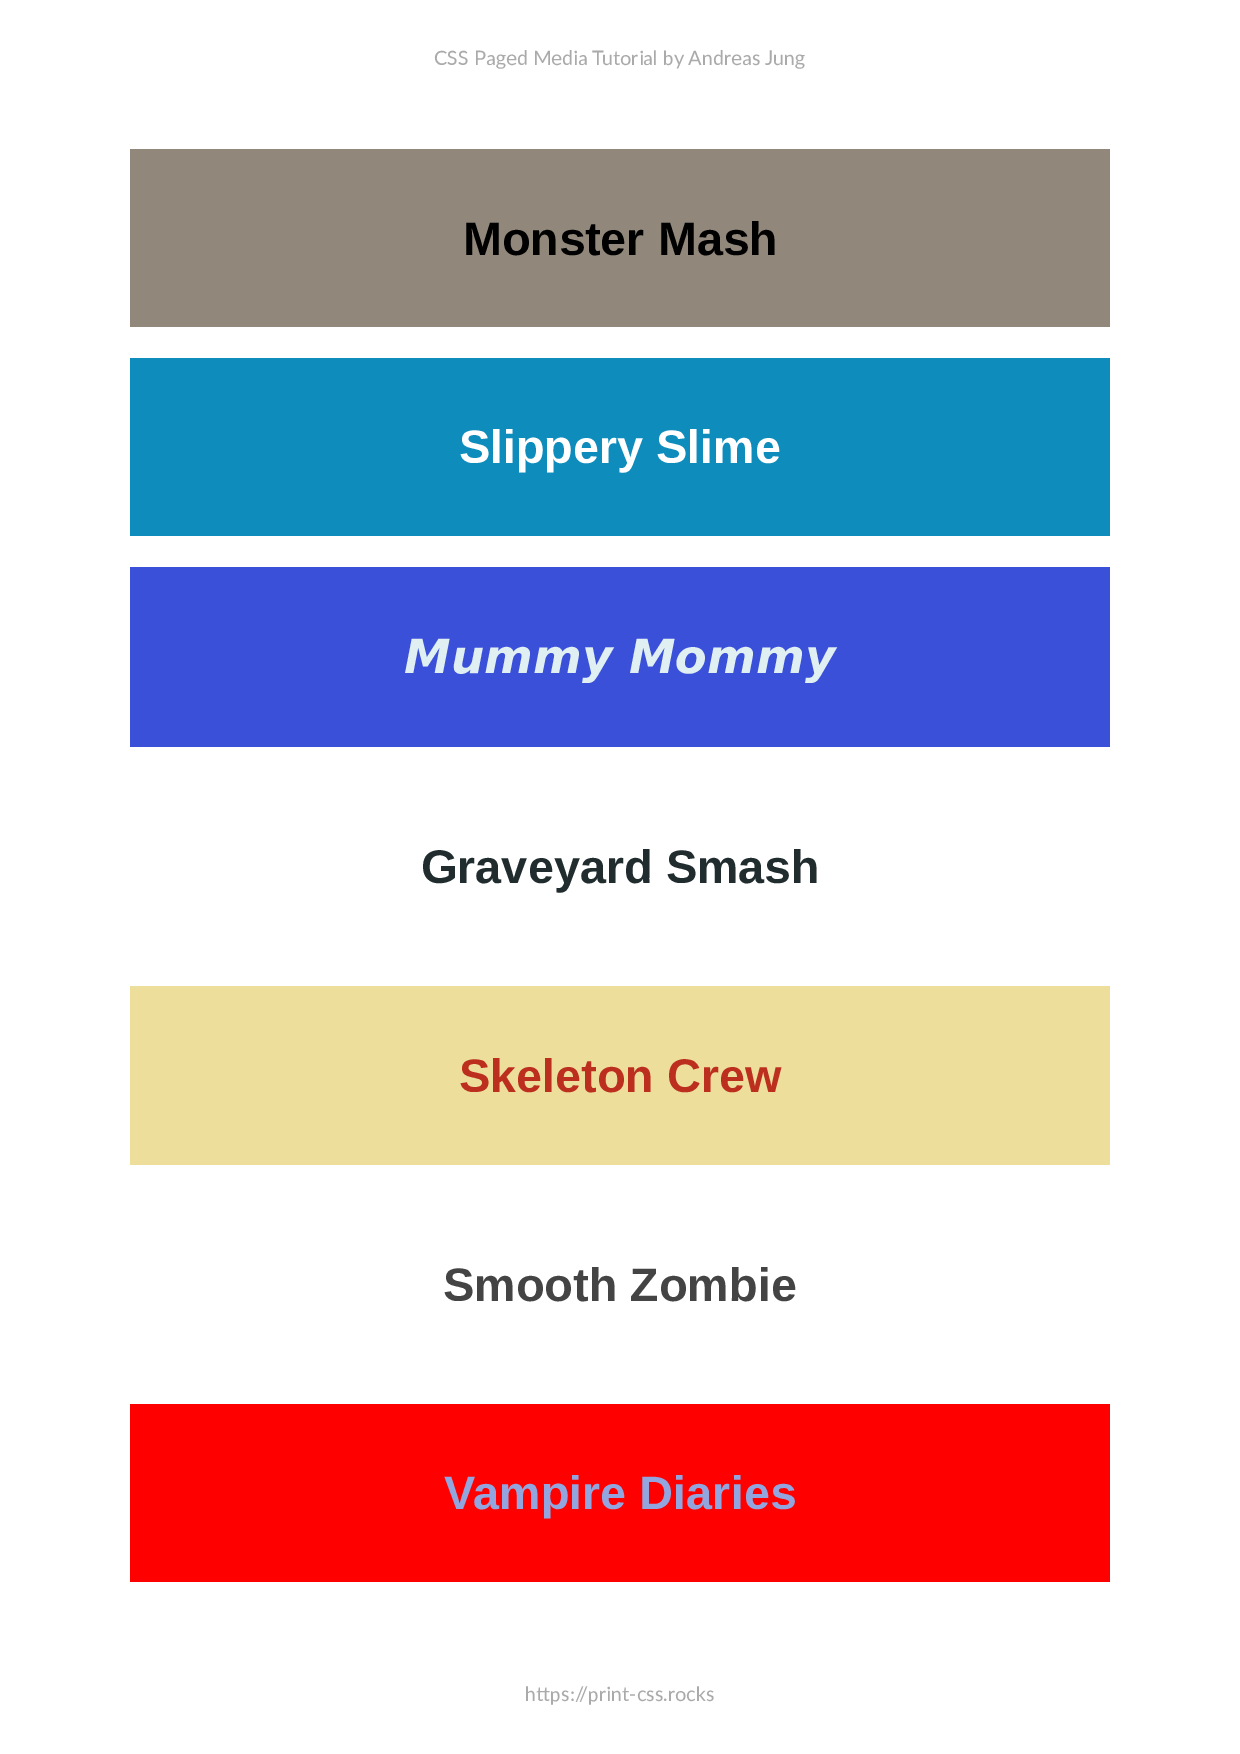 CSS Paged Media Tutorial by Andreas Jung
Monster Mash
Slippery Slime
Mummy Mommy
Graveyard Smash
Skeleton Crew
Smooth Zombie
Vampire Diaries
https://print-css.rocks